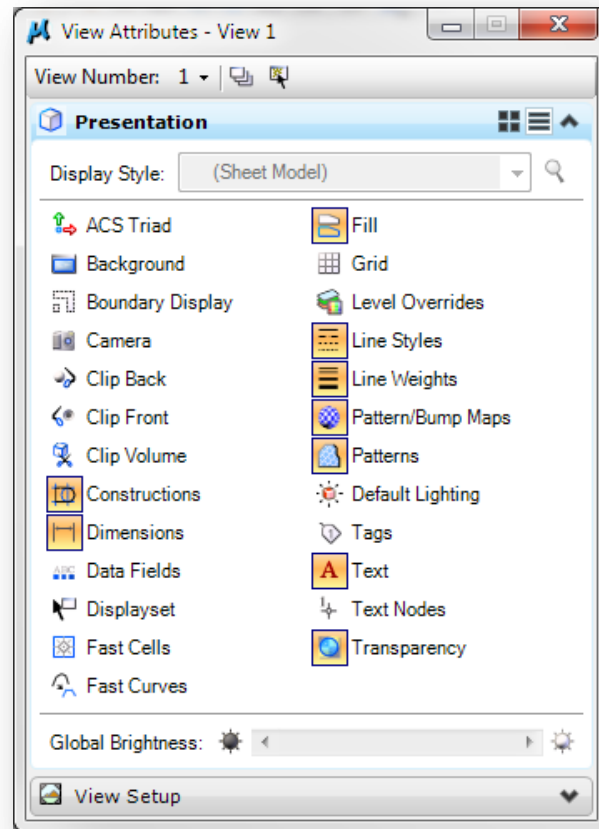 View Attributes - View 1
View Number: 1
Presentation
Display Style: (Sheet Model)
ACS Triad
Background
Boundary Display
Camera
Clip Back
Clip Front
Clip Volume
Constructions
Dimensions
ABC Data Fields
Displayset
Fast Cells
Fast Curves
Fill
Grid
Level Overrides
Line Styles
Line Weights
Pattern/Bump Maps
Patterns
Default Lighting
1 Tags
A Text
Text Nodes
Transparency
Global Brightness:
View Setup